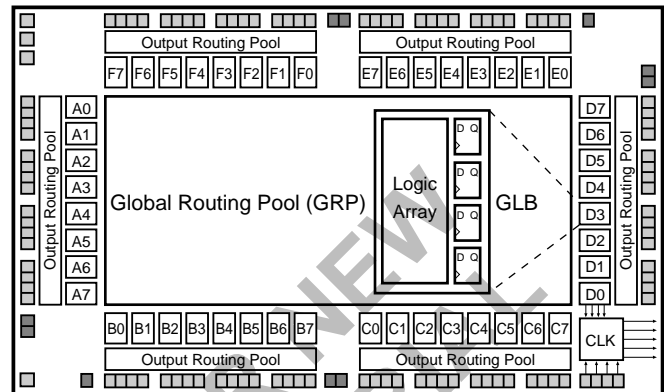 Output Routing Pool Output Routing Pool
F7 F6 F5 F4 F3 F2 F1 F0 E7 E6 E5 E4 E3 E2 E1 E0
Output Routing Pool
A0
A1
A2
A3
A4
A5
A6
A7
Global Routing Pool (GRP)
Logic
Array
D Q
D Q
D Q
D Q
GLB
D7
D6
D5
D4
D3
D2
D1
D0
Output Routing Pool
CLK
B0 B1 B2 B3 B4 B5 B6 B7 C0 C1 C2 C3 C4 C5 C6 C7
Output Routing Pool Output Routing Pool
NEW